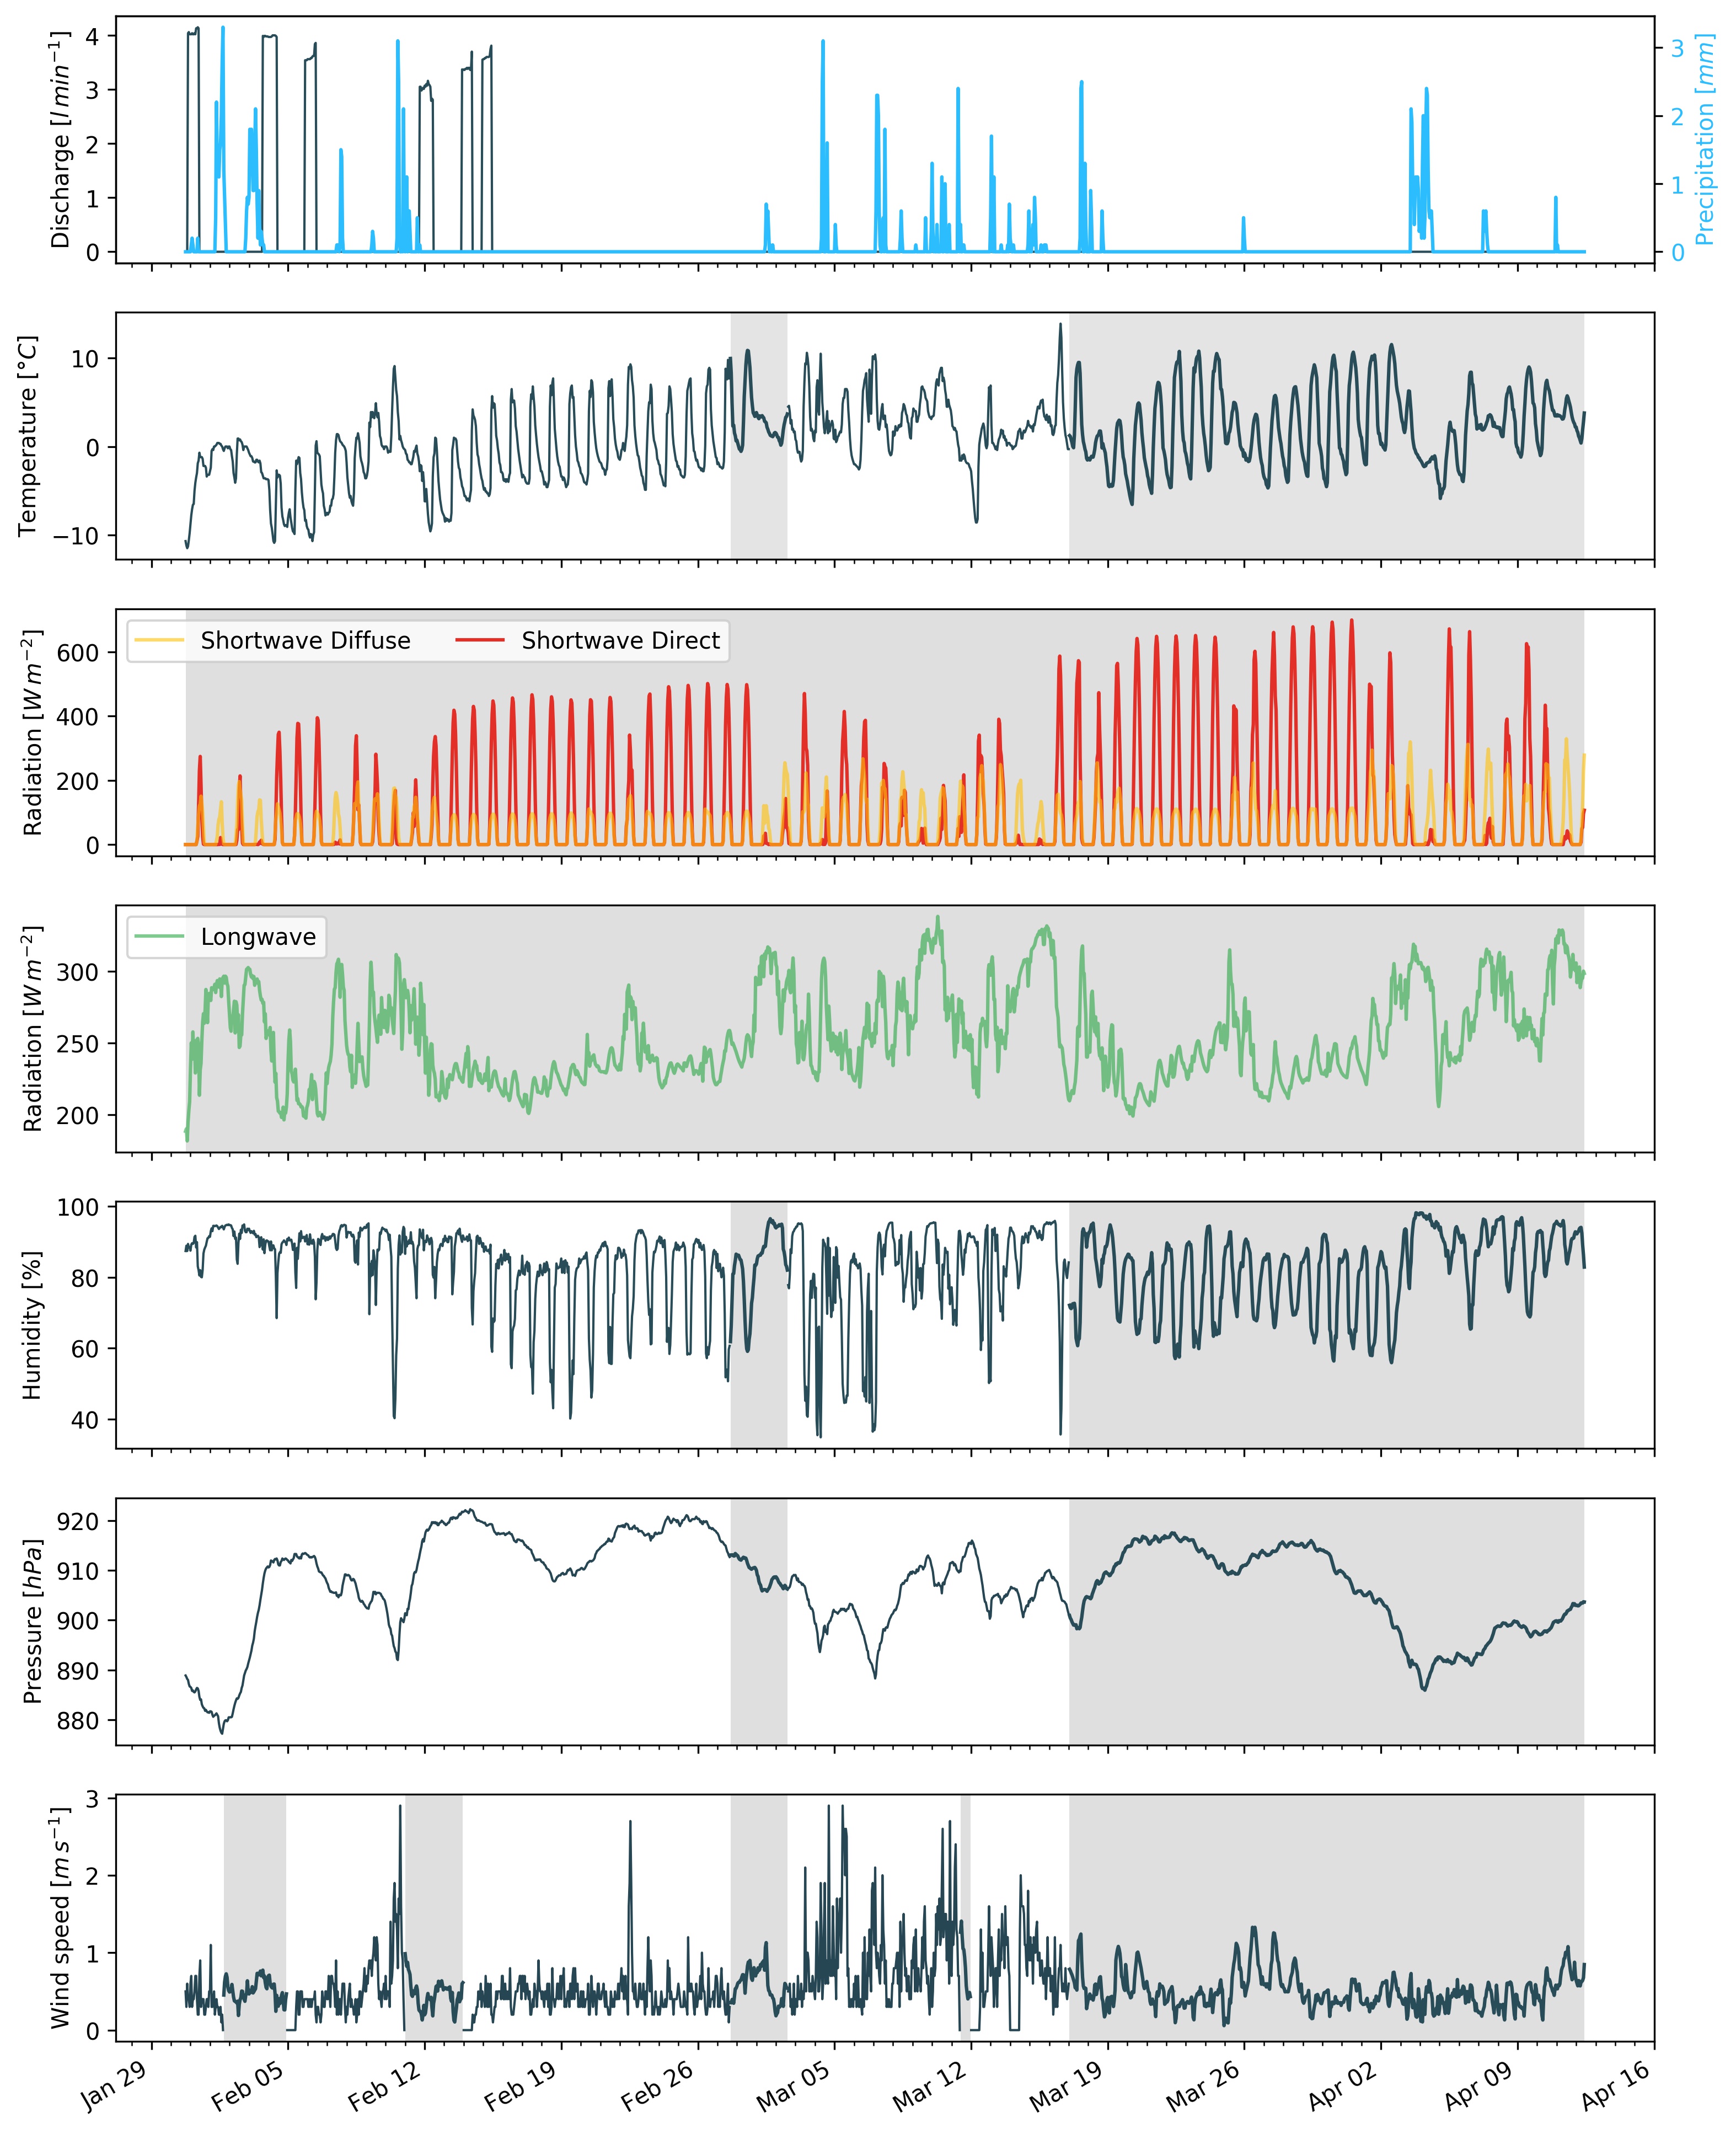 Discharge [l min⁻¹]
4
3
2
1
0
Precipitation [mm]
3
2
1
0
Temperature [°C]
10
0
−10
Radiation [W m⁻²]
600
400
200
0
Shortwave Diffuse
Shortwave Direct
Radiation [W m⁻²]
300
250
200
Longwave
Humidity [%]
100
80
60
40
Pressure [hPa]
920
910
900
890
880
Wind speed [m s⁻¹]
3
2
1
0
Jan 29
Feb 05
Feb 12
Feb 19
Feb 26
Mar 05
Mar 12
Mar 19
Mar 26
Apr 02
Apr 09
Apr 16